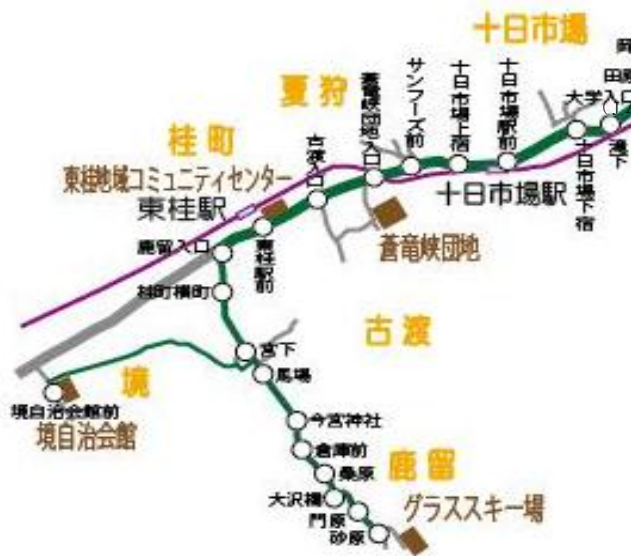 十日市場
岡
田原
大学入口
滝下
十日市場下宿
十日市場駅前
十日市場上宿
サンフーズ前
蒼竜峡団地入口
夏狩
古渡入口
十日市場駅
蒼竜峡団地
桂町
東桂地域コミュニティセンター
東桂駅
東桂駅前
鹿留入口
桂町横町
古渡
宮下
馬場
境
境自治会館前
境自治会館
今宮神社
倉庫前
桑原
鹿留
大沢橋
門原
砂原
グラススキー場